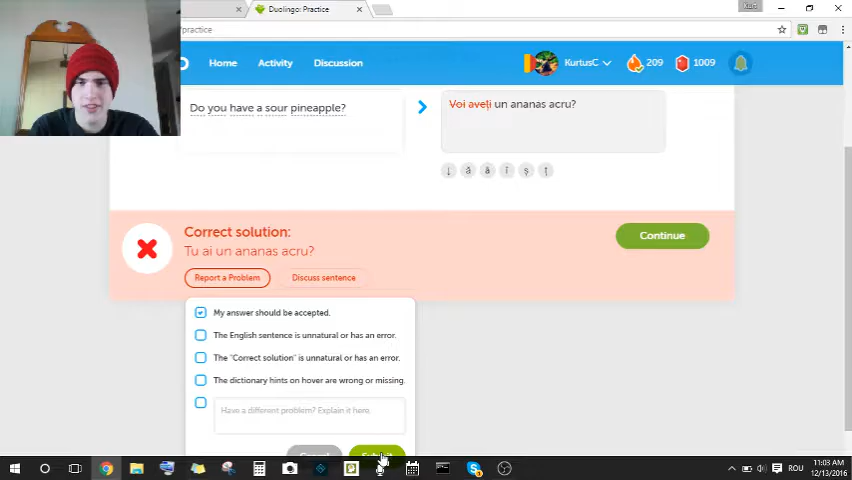 Kurt
Duolingo: Practice
practice
Home
Activity
Discussion
KurtusC
209
1009
Do you have a sour pineapple?
Voi aveți un ananas acru?
â ă î ș ț
Correct solution:
Tu ai un ananas acru?
Continue
Report a Problem
Discuss sentence
My answer should be accepted.
The English sentence is unnatural or has an error.
The "Correct solution" is unnatural or has an error.
The dictionary hints on hover are wrong or missing.
Have a different problem? Explain it here.
Cancel
Submit
ROU
11:03 AM
12/13/2016